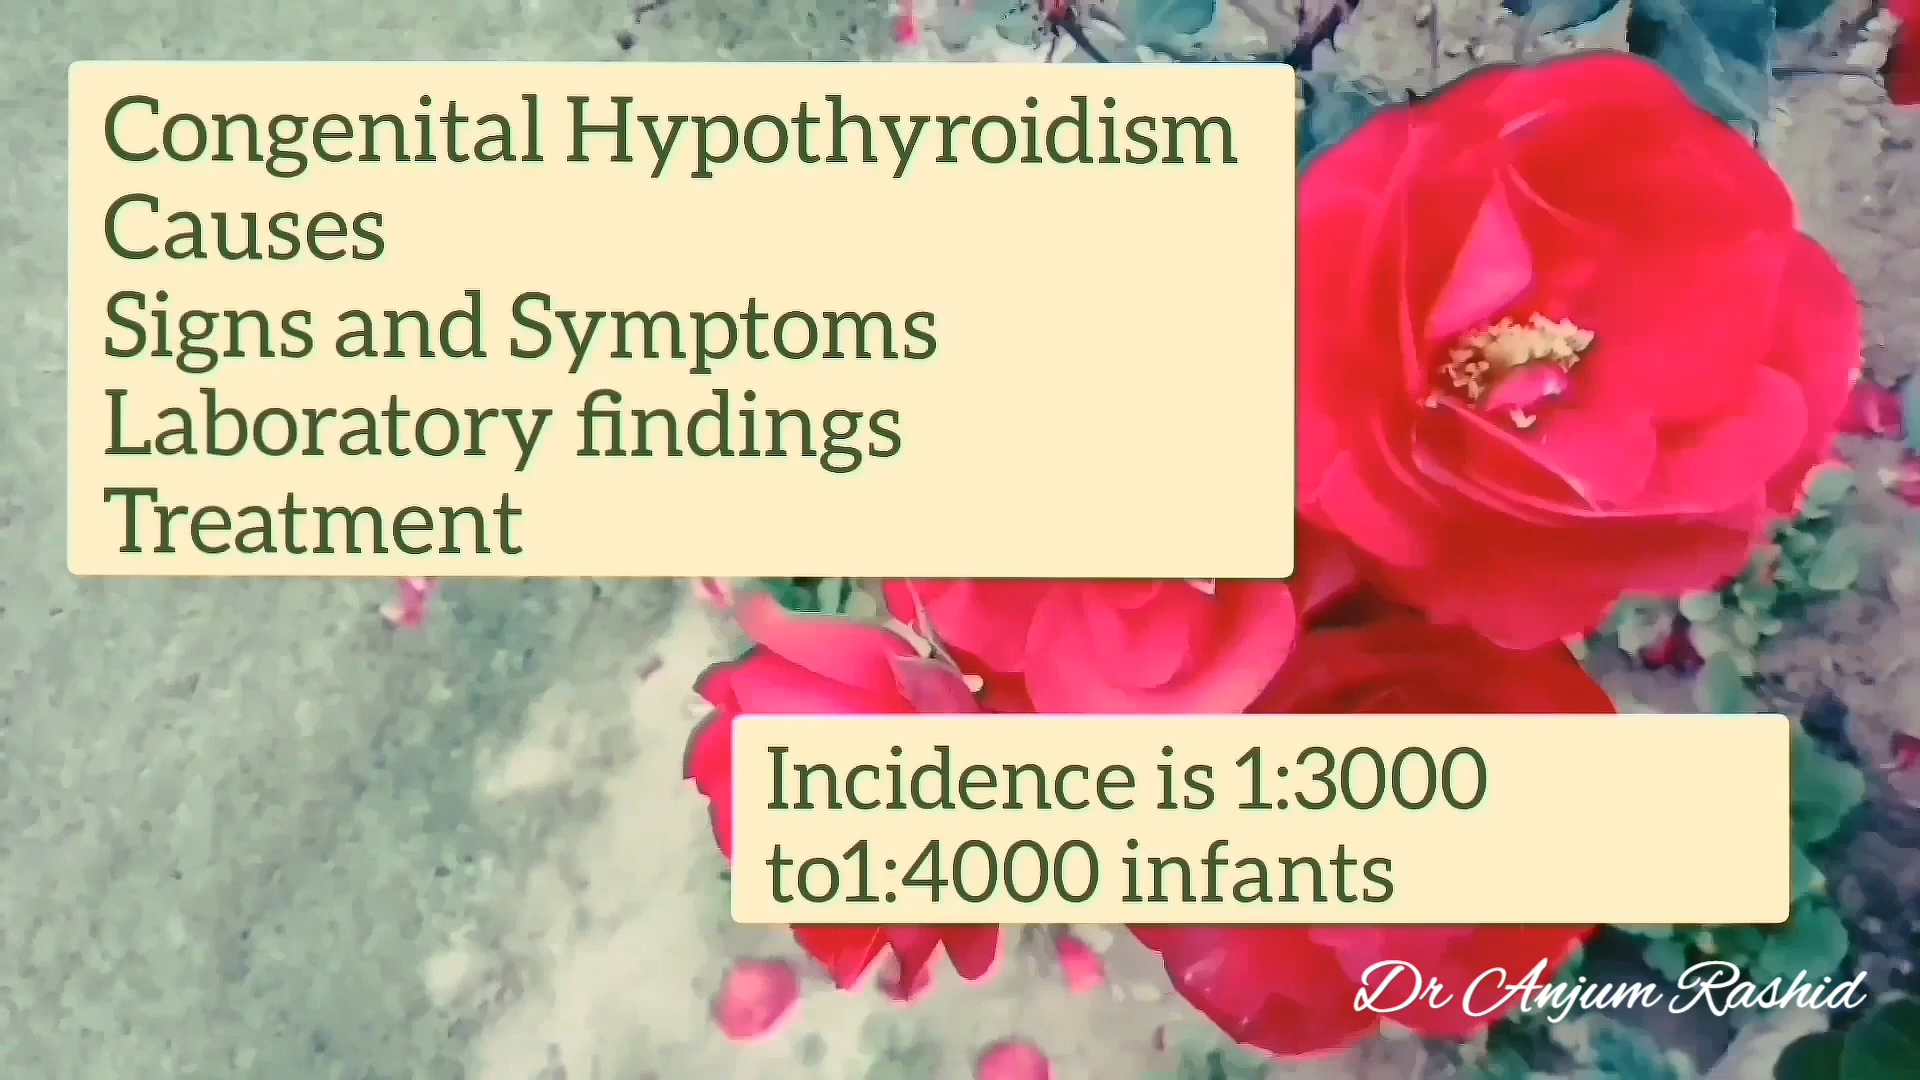 Congenital Hypothyroidism
Causes
Signs and Symptoms
Laboratory findings
Treatment
Incidence is 1:3000
to1:4000 infants
Dr Anjum Rashid